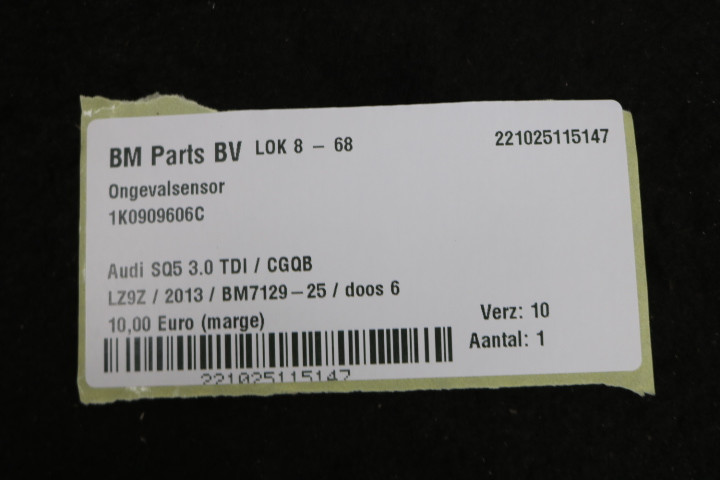 BM Parts BV LOK 8 – 68 221025115147
Ongevalsensor
1K0909606C
Audi SQ5 3.0 TDI / CGQB
LZ9Z / 2013 / BM7129–25 / doos 6
10,00 Euro (marge)
Verz: 10
Aantal: 1
221025115147